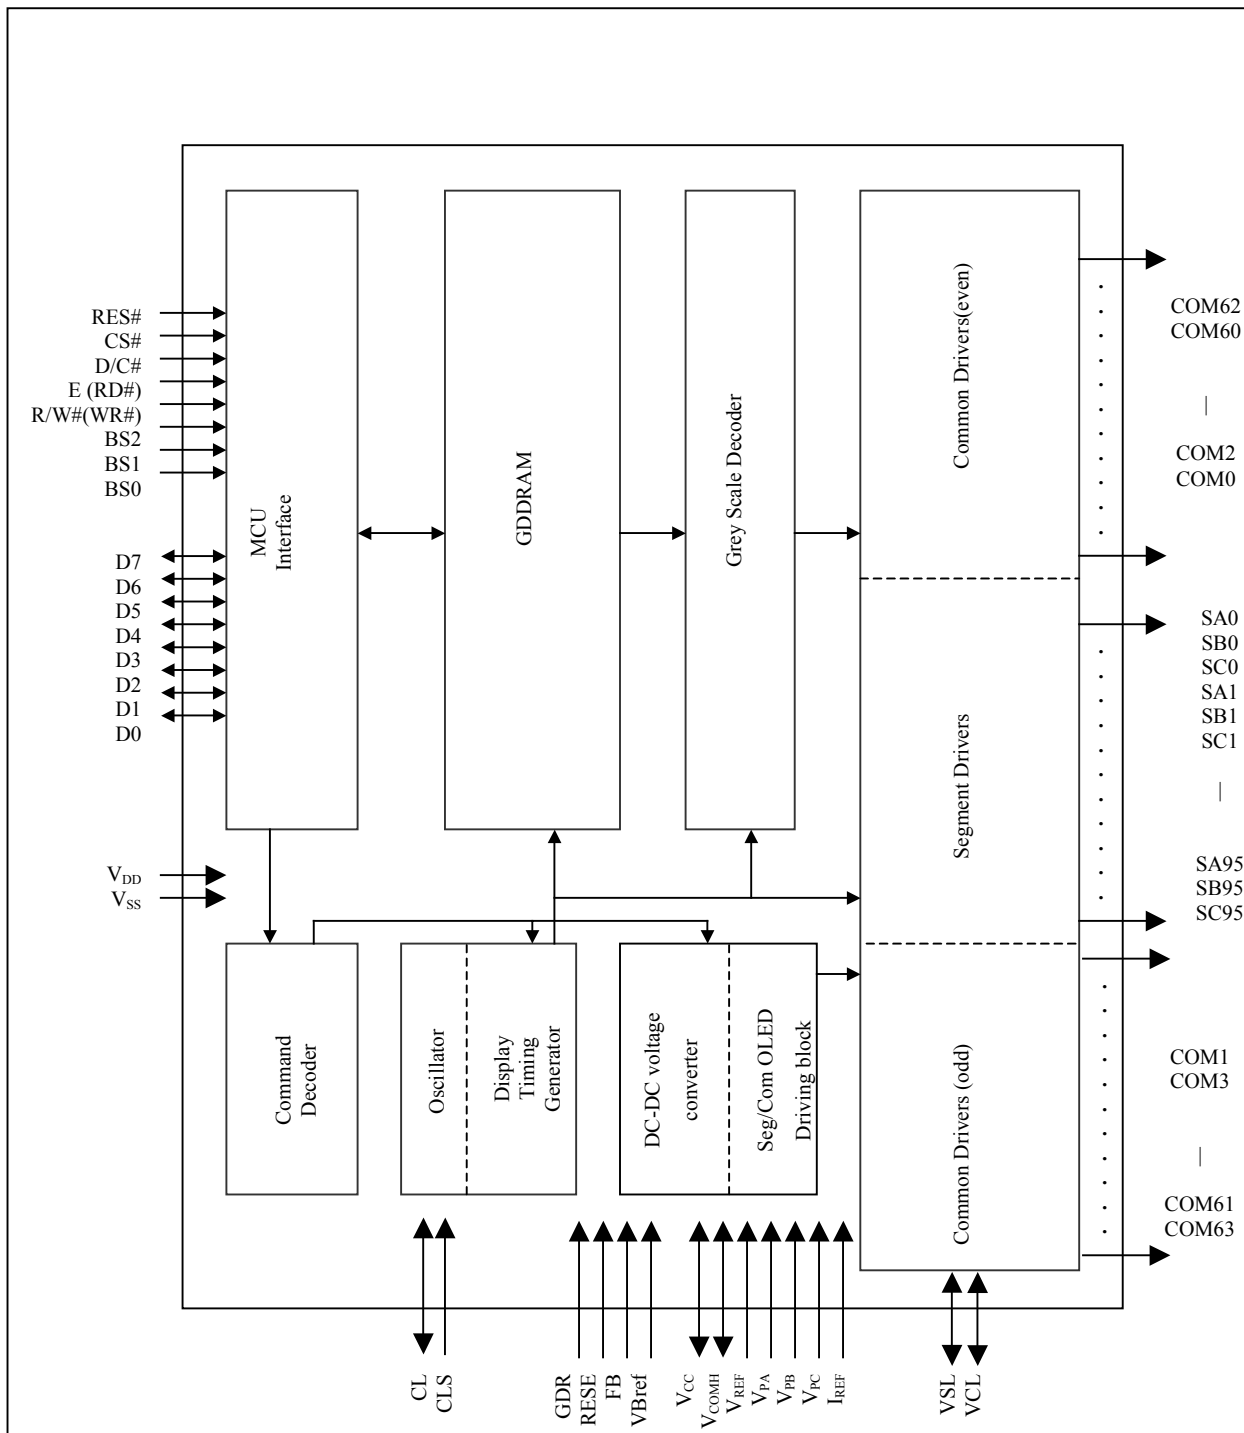 RES#
CS#
D/C#
E (RD#)
R/W#(WR#)
BS2
BS1
BS0
D7
D6
D5
D4
D3
D2
D1
D0
VDD
VSS
MCU
Interface
GDDRAM
Grey Scale Decoder
Common Drivers(even)
Segment Drivers
Common Drivers (odd)
Command
Decoder
Oscillator
Display
Timing
Generator
DC-DC voltage
converter
Seg/Com OLED
Driving block
COM62
COM60
|
COM2
COM0
SA0
SB0
SC0
SA1
SB1
SC1
|
SA95
SB95
SC95
COM1
COM3
|
COM61
COM63
CL
CLS
GDR
RESE
FB
VBref
VCC
VCOMH
VREF
VPA
VPB
VPC
IREF
VSL
VCL